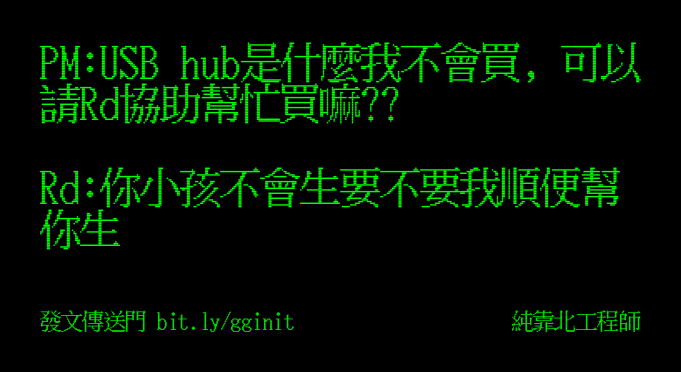 PM:USB hub是什麼我不會買, 可以
請Rd協助幫忙買嘛??
Rd:你小孩不會生要不要我順便幫
你生
發文傳送門 bit.ly/gginit
純靠北工程師